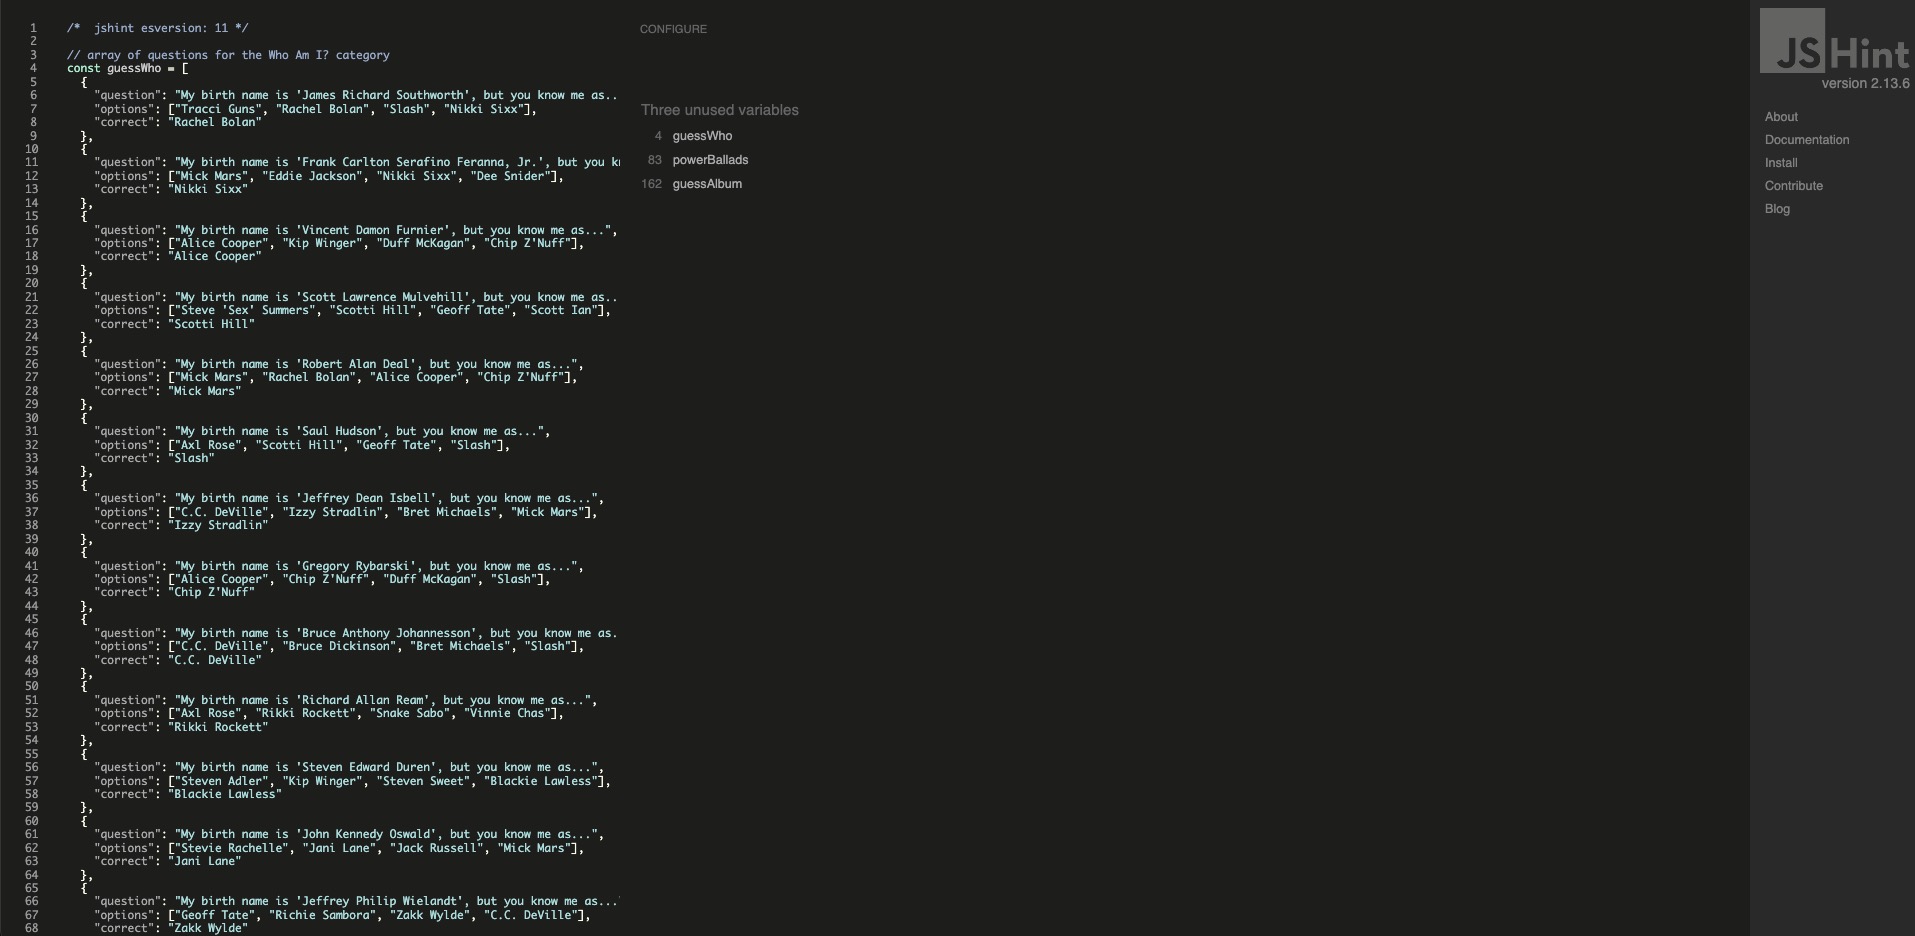 1 /*  jshint esversion: 11 */
2
3 // array of questions for the Who Am I? category
4 const guessWho = [
5   {
6     "question": "My birth name is 'James Richard Southworth', but you know me as..
7     "options": ["Tracci Guns", "Rachel Bolan", "Slash", "Nikki Sixx"],
8     "correct": "Rachel Bolan"
9   },
10   {
11     "question": "My birth name is 'Frank Carlton Serafino Feranna, Jr.', but you k
12     "options": ["Mick Mars", "Eddie Jackson", "Nikki Sixx", "Dee Snider"],
13     "correct": "Nikki Sixx"
14   },
15   {
16     "question": "My birth name is 'Vincent Damon Furnier', but you know me as...",
17     "options": ["Alice Cooper", "Kip Winger", "Duff McKagan", "Chip Z'Nuff"],
18     "correct": "Alice Cooper"
19   },
20   {
21     "question": "My birth name is 'Scott Lawrence Mulvehill', but you know me as..
22     "options": ["Steve 'Sex' Summers", "Scotti Hill", "Geoff Tate", "Scott Ian"],
23     "correct": "Scotti Hill"
24   },
25   {
26     "question": "My birth name is 'Robert Alan Deal', but you know me as...",
27     "options": ["Mick Mars", "Rachel Bolan", "Alice Cooper", "Chip Z'Nuff"],
28     "correct": "Mick Mars"
29   },
30   {
31     "question": "My birth name is 'Saul Hudson', but you know me as...",
32     "options": ["Axl Rose", "Scotti Hill", "Geoff Tate", "Slash"],
33     "correct": "Slash"
34   },
35   {
36     "question": "My birth name is 'Jeffrey Dean Isbell', but you know me as...",
37     "options": ["C.C. DeVille", "Izzy Stradlin", "Bret Michaels", "Mick Mars"],
38     "correct": "Izzy Stradlin"
39   },
40   {
41     "question": "My birth name is 'Gregory Rybarski', but you know me as...",
42     "options": ["Alice Cooper", "Chip Z'Nuff", "Duff McKagan", "Slash"],
43     "correct": "Chip Z'Nuff"
44   },
45   {
46     "question": "My birth name is 'Bruce Anthony Johannesson', but you know me as.
47     "options": ["C.C. DeVille", "Bruce Dickinson", "Bret Michaels", "Slash"],
48     "correct": "C.C. DeVille"
49   },
50   {
51     "question": "My birth name is 'Richard Allan Ream', but you know me as...",
52     "options": ["Axl Rose", "Rikki Rockett", "Snake Sabo", "Vinnie Chas"],
53     "correct": "Rikki Rockett"
54   },
55   {
56     "question": "My birth name is 'Steven Edward Duren', but you know me as...",
57     "options": ["Steven Adler", "Kip Winger", "Steven Sweet", "Blackie Lawless"],
58     "correct": "Blackie Lawless"
59   },
60   {
61     "question": "My birth name is 'John Kennedy Oswald', but you know me as...",
62     "options": ["Stevie Rachelle", "Jani Lane", "Jack Russell", "Mick Mars"],
63     "correct": "Jani Lane"
64   },
65   {
66     "question": "My birth name is 'Jeffrey Philip Wielandt', but you know me as...
67     "options": ["Geoff Tate", "Richie Sambora", "Zakk Wylde", "C.C. DeVille"],
68     "correct": "Zakk Wylde"
CONFIGURE
Three unused variables
4 guessWho
83 powerBallads
162 guessAlbum
JSHint
version 2.13.6
About
Documentation
Install
Contribute
Blog